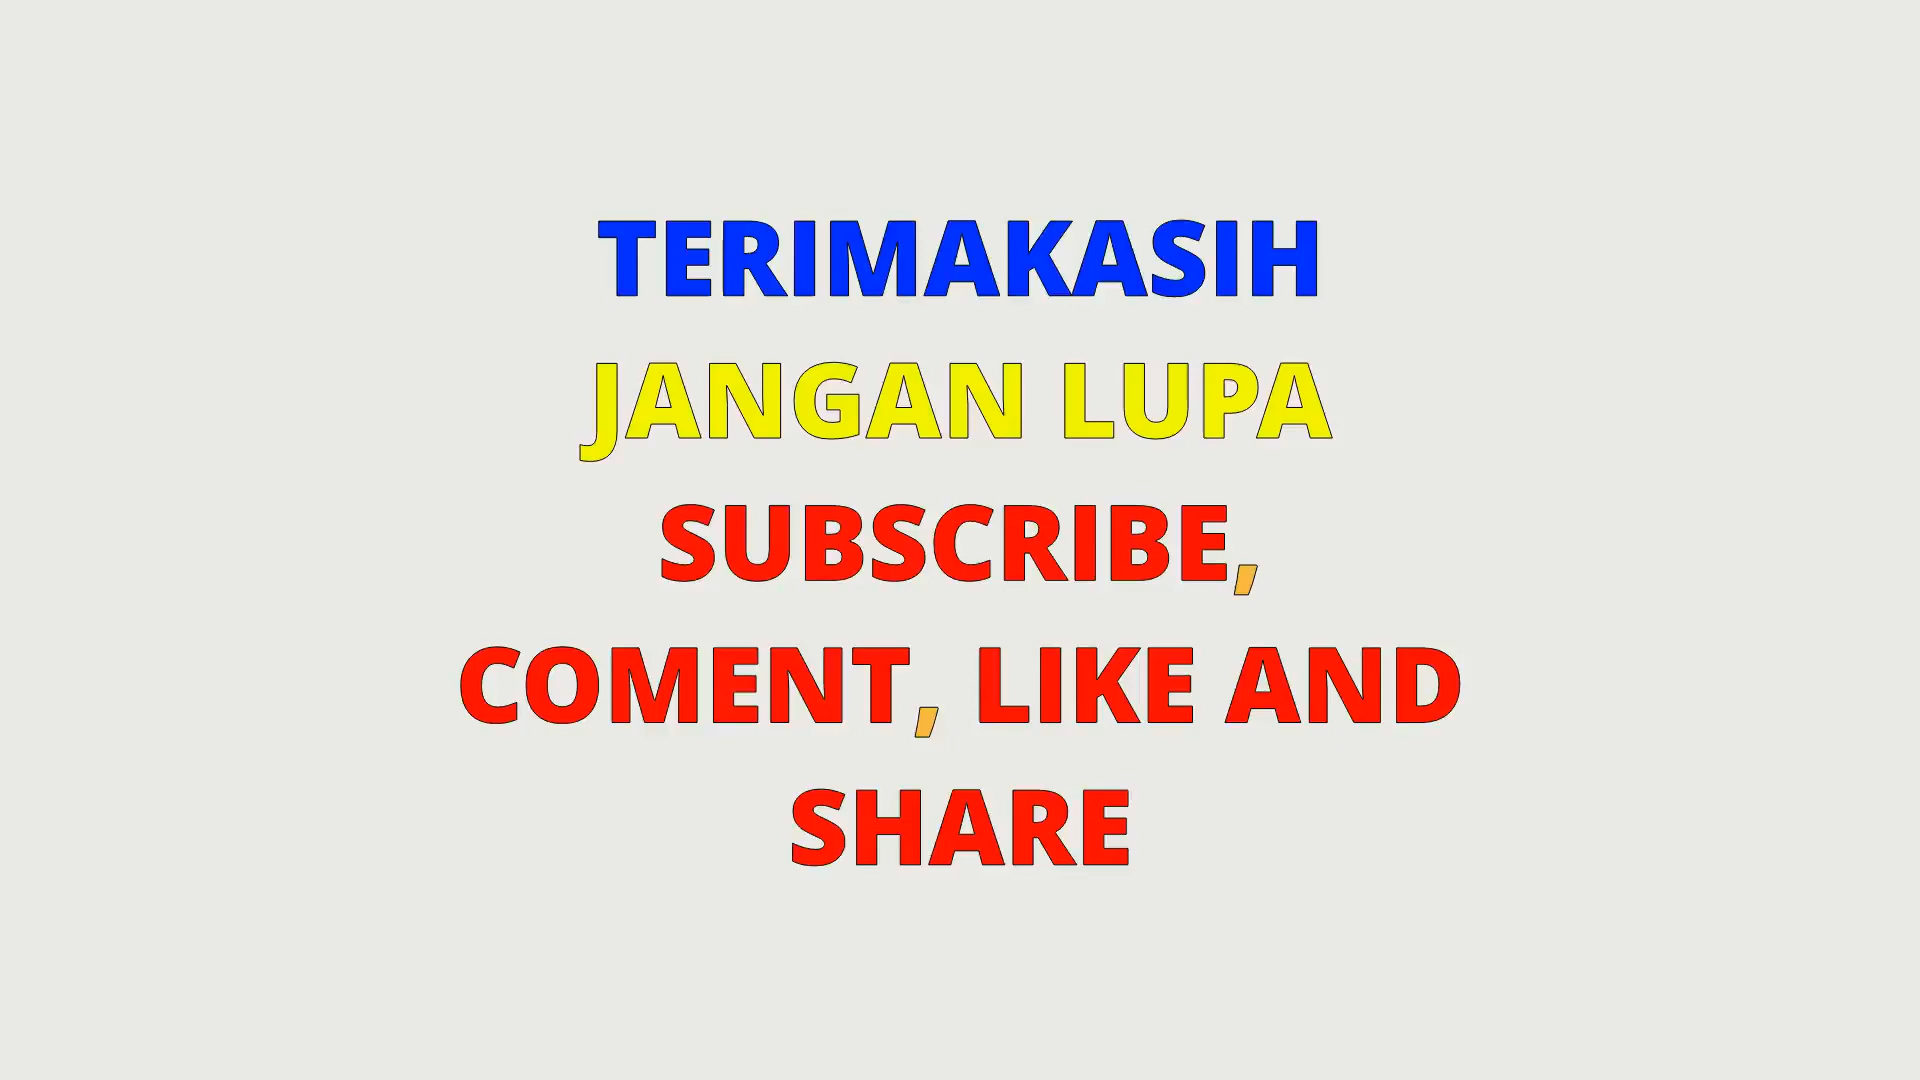 TERIMAKASIH
JANGAN LUPA
SUBSCRIBE,
COMENT, LIKE AND
SHARE